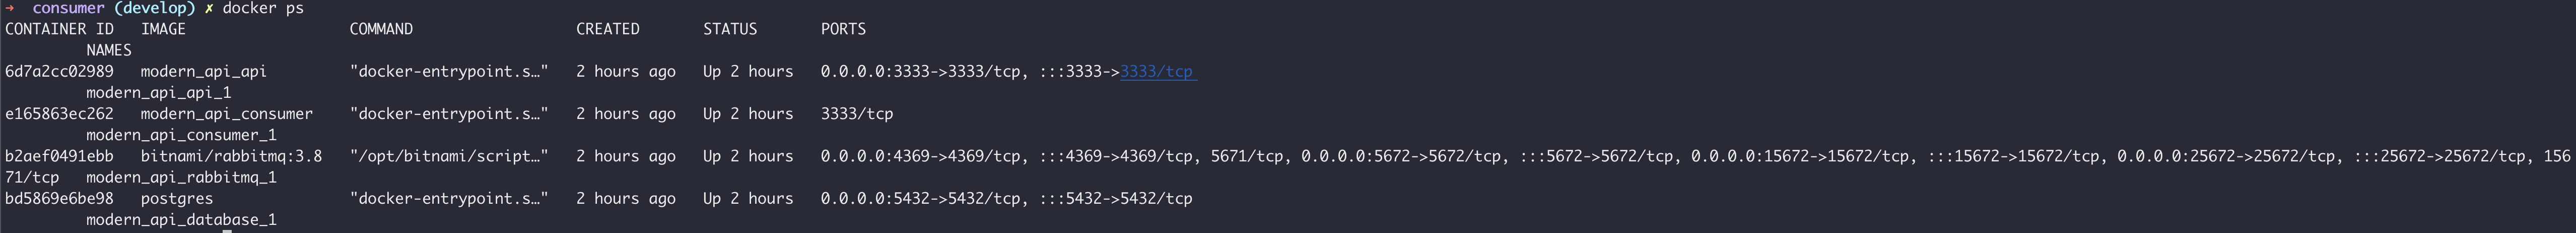 ➜  consumer (develop) ✗ docker ps
CONTAINER ID   IMAGE                  COMMAND                  CREATED       STATUS       PORTS
         NAMES
6d7a2cc02989   modern_api_api         "docker-entrypoint.s…"   2 hours ago   Up 2 hours   0.0.0.0:3333->3333/tcp, :::3333->3333/tcp
         modern_api_api_1
e165863ec262   modern_api_consumer    "docker-entrypoint.s…"   2 hours ago   Up 2 hours   3333/tcp
         modern_api_consumer_1
b2aef0491ebb   bitnami/rabbitmq:3.8   "/opt/bitnami/script…"   2 hours ago   Up 2 hours   0.0.0.0:4369->4369/tcp, :::4369->4369/tcp, 5671/tcp, 0.0.0.0:5672->5672/tcp, :::5672->5672/tcp, 0.0.0.0:15672->15672/tcp, :::15672->15672/tcp, 0.0.0.0:25672->25672/tcp, :::25672->25672/tcp, 156
71/tcp   modern_api_rabbitmq_1
bd5869e6be98   postgres               "docker-entrypoint.s…"   2 hours ago   Up 2 hours   0.0.0.0:5432->5432/tcp, :::5432->5432/tcp
         modern_api_database_1